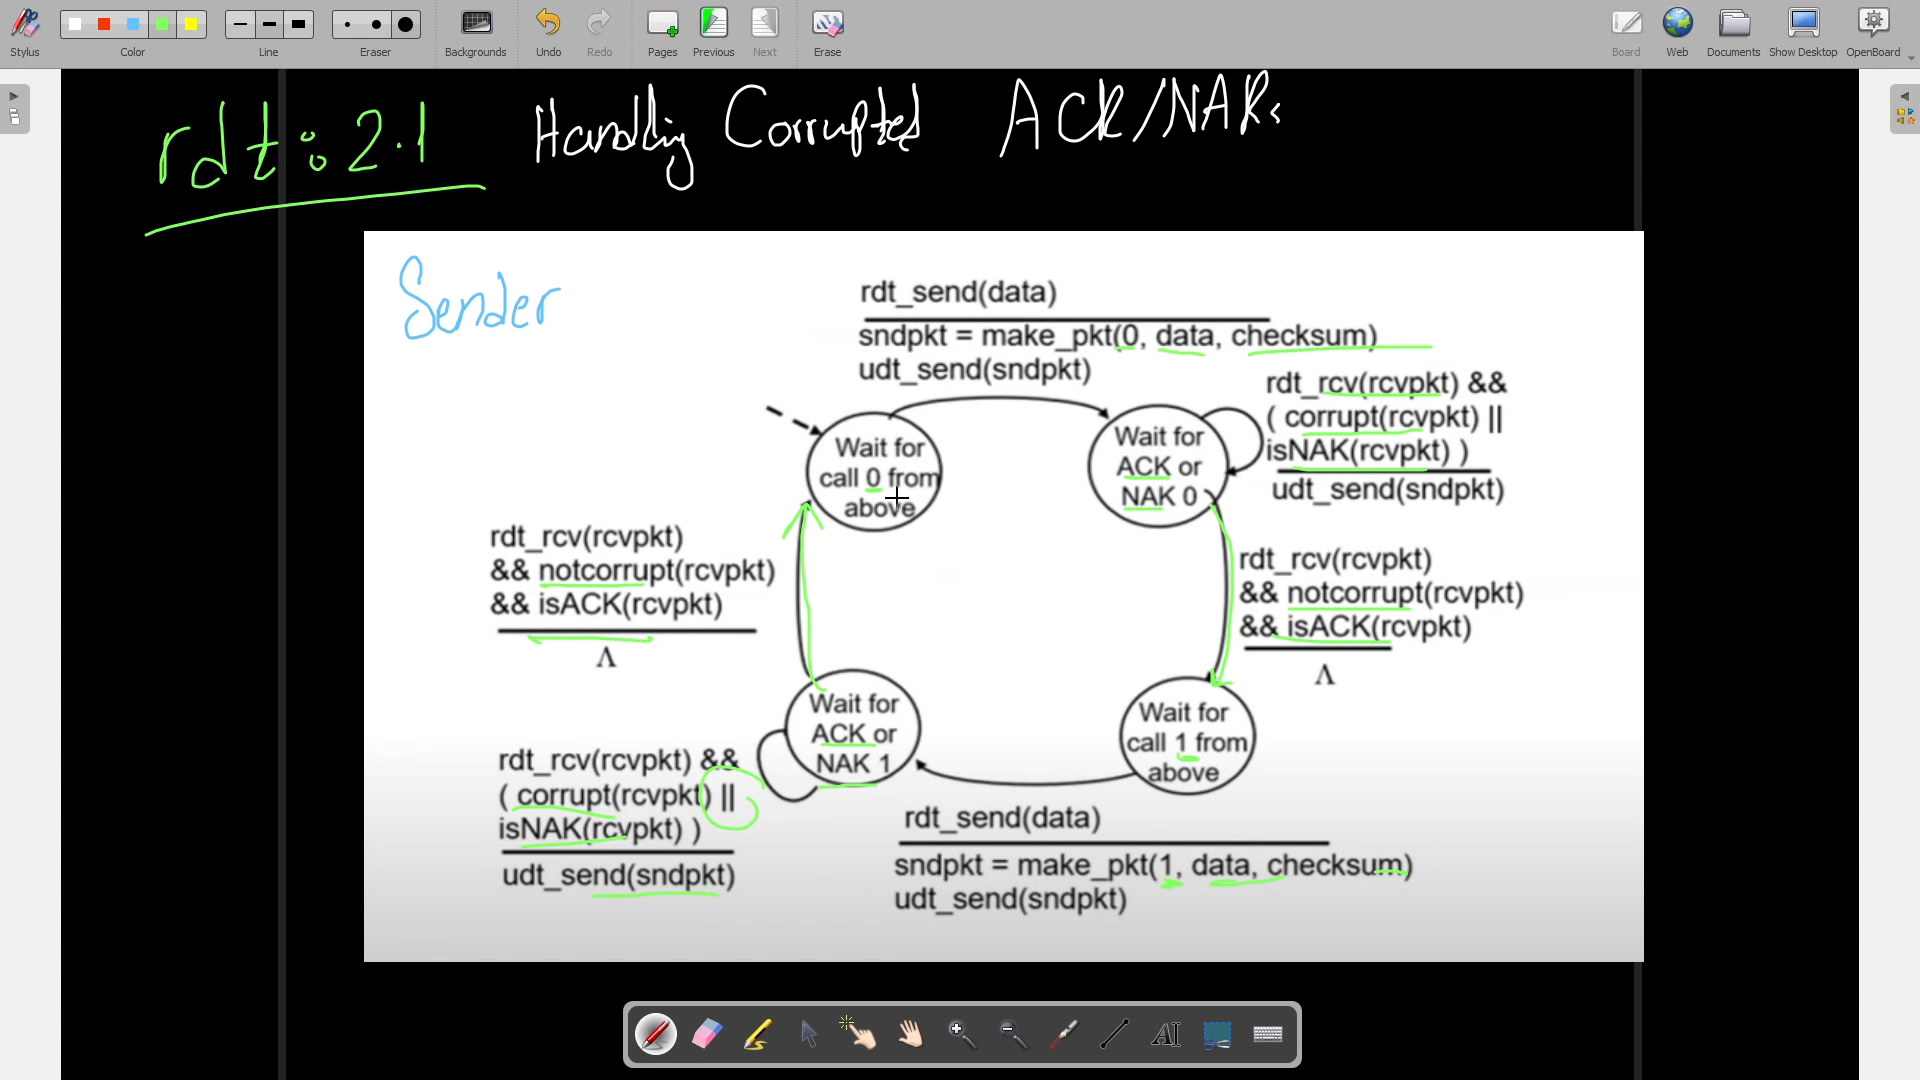 Stylus
Color
Line
Eraser
Backgrounds
Undo
Redo
Pages
Previous
Next
Erase
Board
Web
Documents
Show Desktop
OpenBoard
rdt: 2.1
Handling Corrupted ACK/NAKs
Sender
rdt_send(data)
sndpkt = make_pkt(0, data, checksum)
udt_send(sndpkt)
Wait for
call 0 from
above
Wait for
ACK or
NAK 0
rdt_rcv(rcvpkt) &&
( corrupt(rcvpkt) ||
isNAK(rcvpkt) )
udt_send(sndpkt)
rdt_rcv(rcvpkt)
&& notcorrupt(rcvpkt)
&& isACK(rcvpkt)
Λ
rdt_rcv(rcvpkt)
&& notcorrupt(rcvpkt)
&& isACK(rcvpkt)
Λ
Wait for
ACK or
NAK 1
Wait for
call 1 from
above
rdt_rcv(rcvpkt) &&
( corrupt(rcvpkt) ||
isNAK(rcvpkt) )
udt_send(sndpkt)
rdt_send(data)
sndpkt = make_pkt(1, data, checksum)
udt_send(sndpkt)
AI